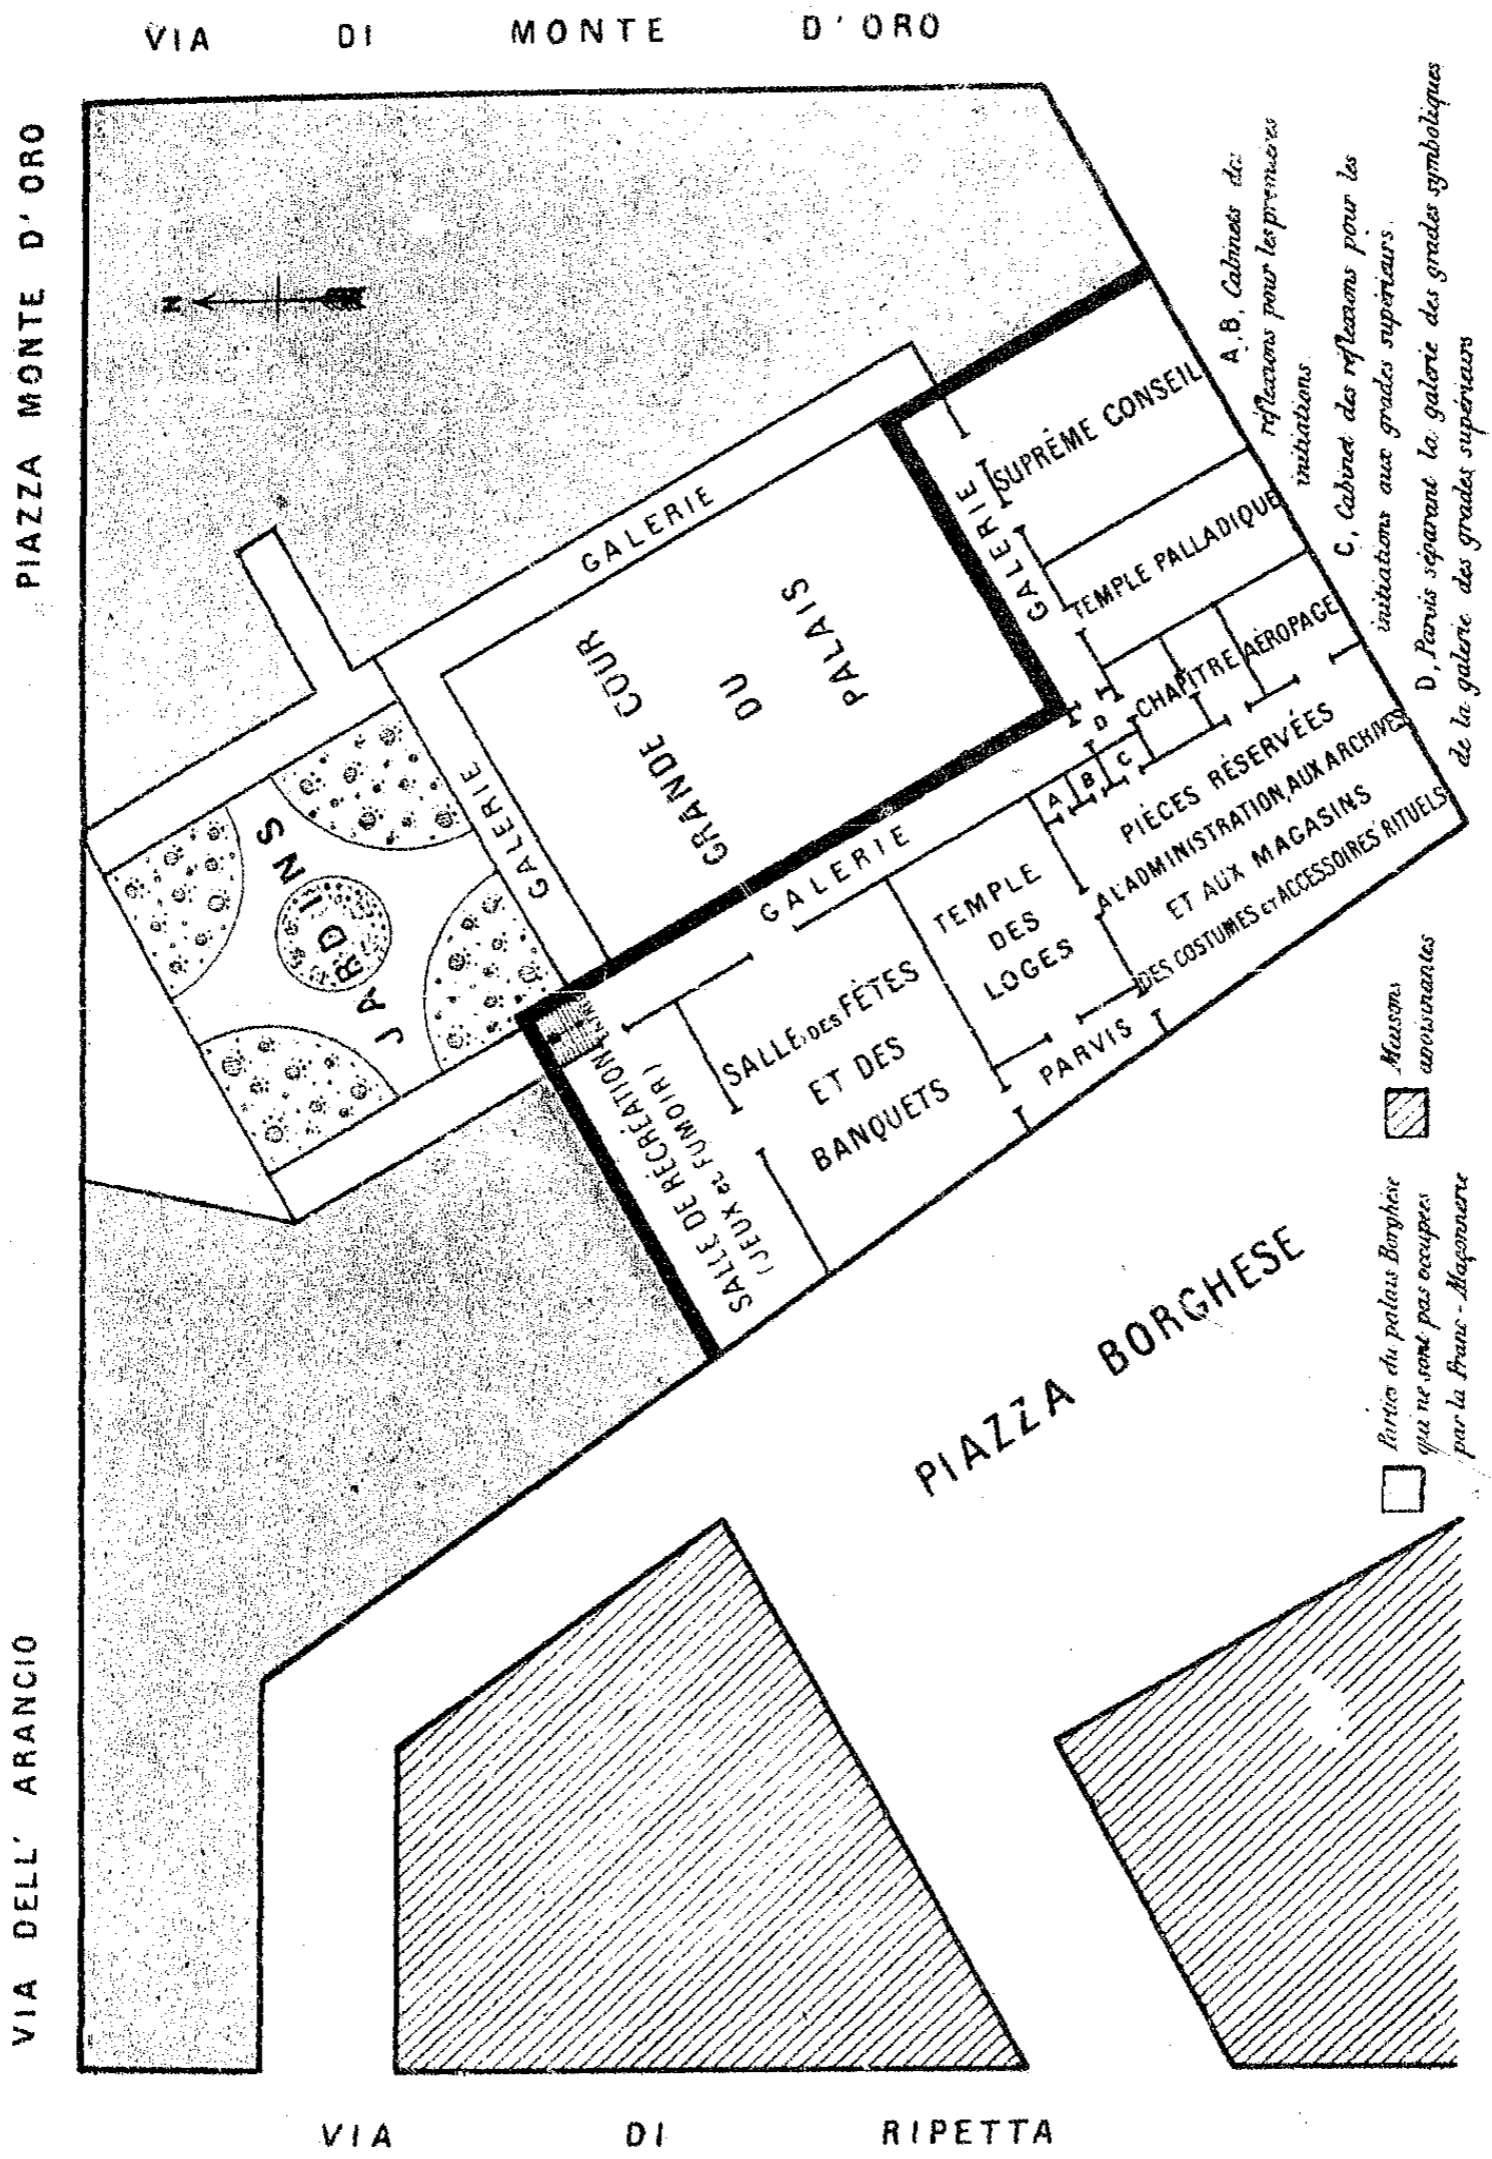 VIA DI MONTE D'ORO
PIAZZA MONTE D'ORO
VIA DELL' ARANCIO
VIA DI RIPETTA
N
JARDINS
GALERIE
GALERIE
GRANDE COUR
DU
PALAIS
GALERIE
GALERIE
SUPRÊME CONSEIL
TEMPLE PALLADIQUE
CHAPITRE
AÉROPAGE
A
B
C
D
PIÈCES RÉSERVÉES
A L'ADMINISTRATION, AUX ARCHIVES
ET AUX MAGASINS
DES COSTUMES ET ACCESSOIRES RITUELS
TEMPLE
DES
LOGES
PARVIS
SALLE DES FÊTES
ET DES
BANQUETS
SALLE DE RÉCRÉATION
(JEUX et FUMOIR)
PIAZZA BORGHESE
A, B, Cabinets des
réflexions pour les premières
initiations
C, Cabinet des réflexions pour les
initiations aux grades supérieurs
D, Parvis séparant la galerie des grades symboliques
de la galerie des grades supérieurs
Parties du palais Borghèse
qui ne sont pas occupées
par la Franc-Maçonnerie
Maisons
avoisinantes